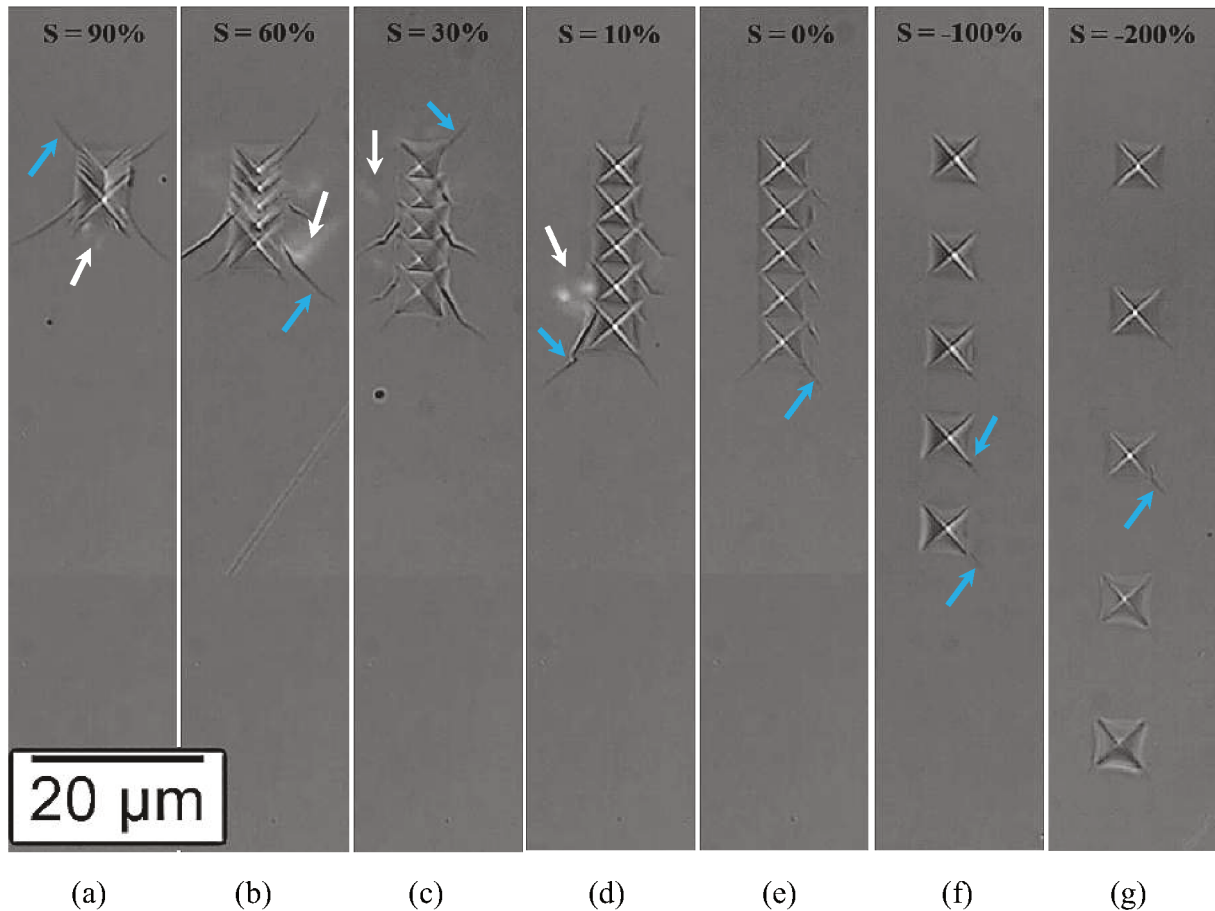 S = 90%
S = 60%
S = 30%
S = 10%
S = 0%
S = -100%
S = -200%
20 µm
(a)
(b)
(c)
(d)
(e)
(f)
(g)